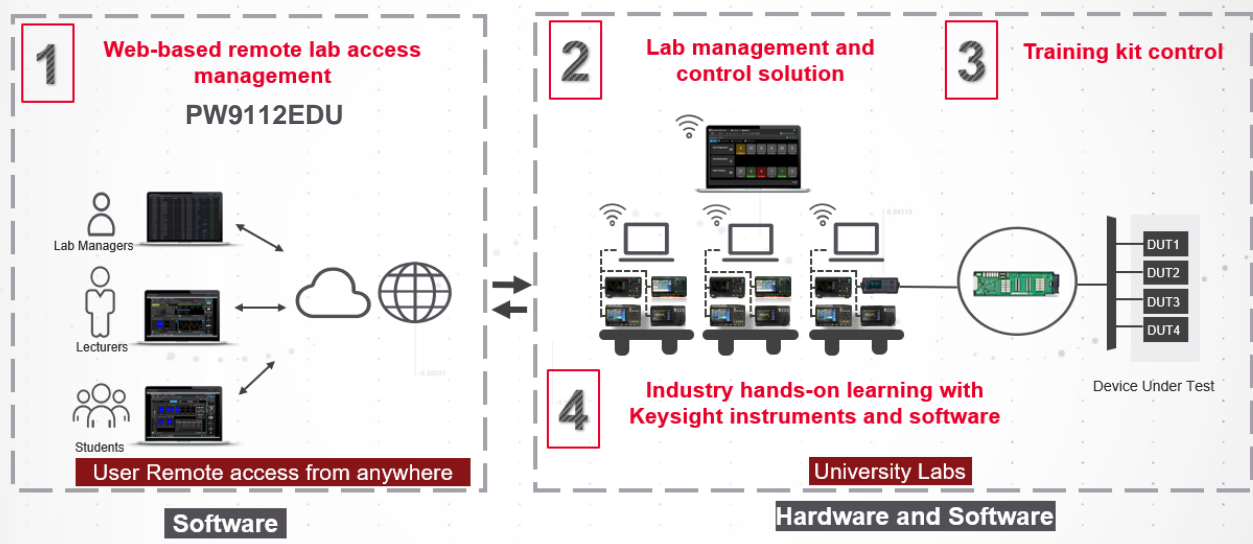 1
Web-based remote lab access
management
PW9112EDU
Lab Managers
Lecturers
Students
User Remote access from anywhere
Software
2
Lab management and
control solution
3
Training kit control
DUT1
DUT2
DUT3
DUT4
Device Under Test
4
Industry hands-on learning with
Keysight instruments and software
University Labs
Hardware and Software